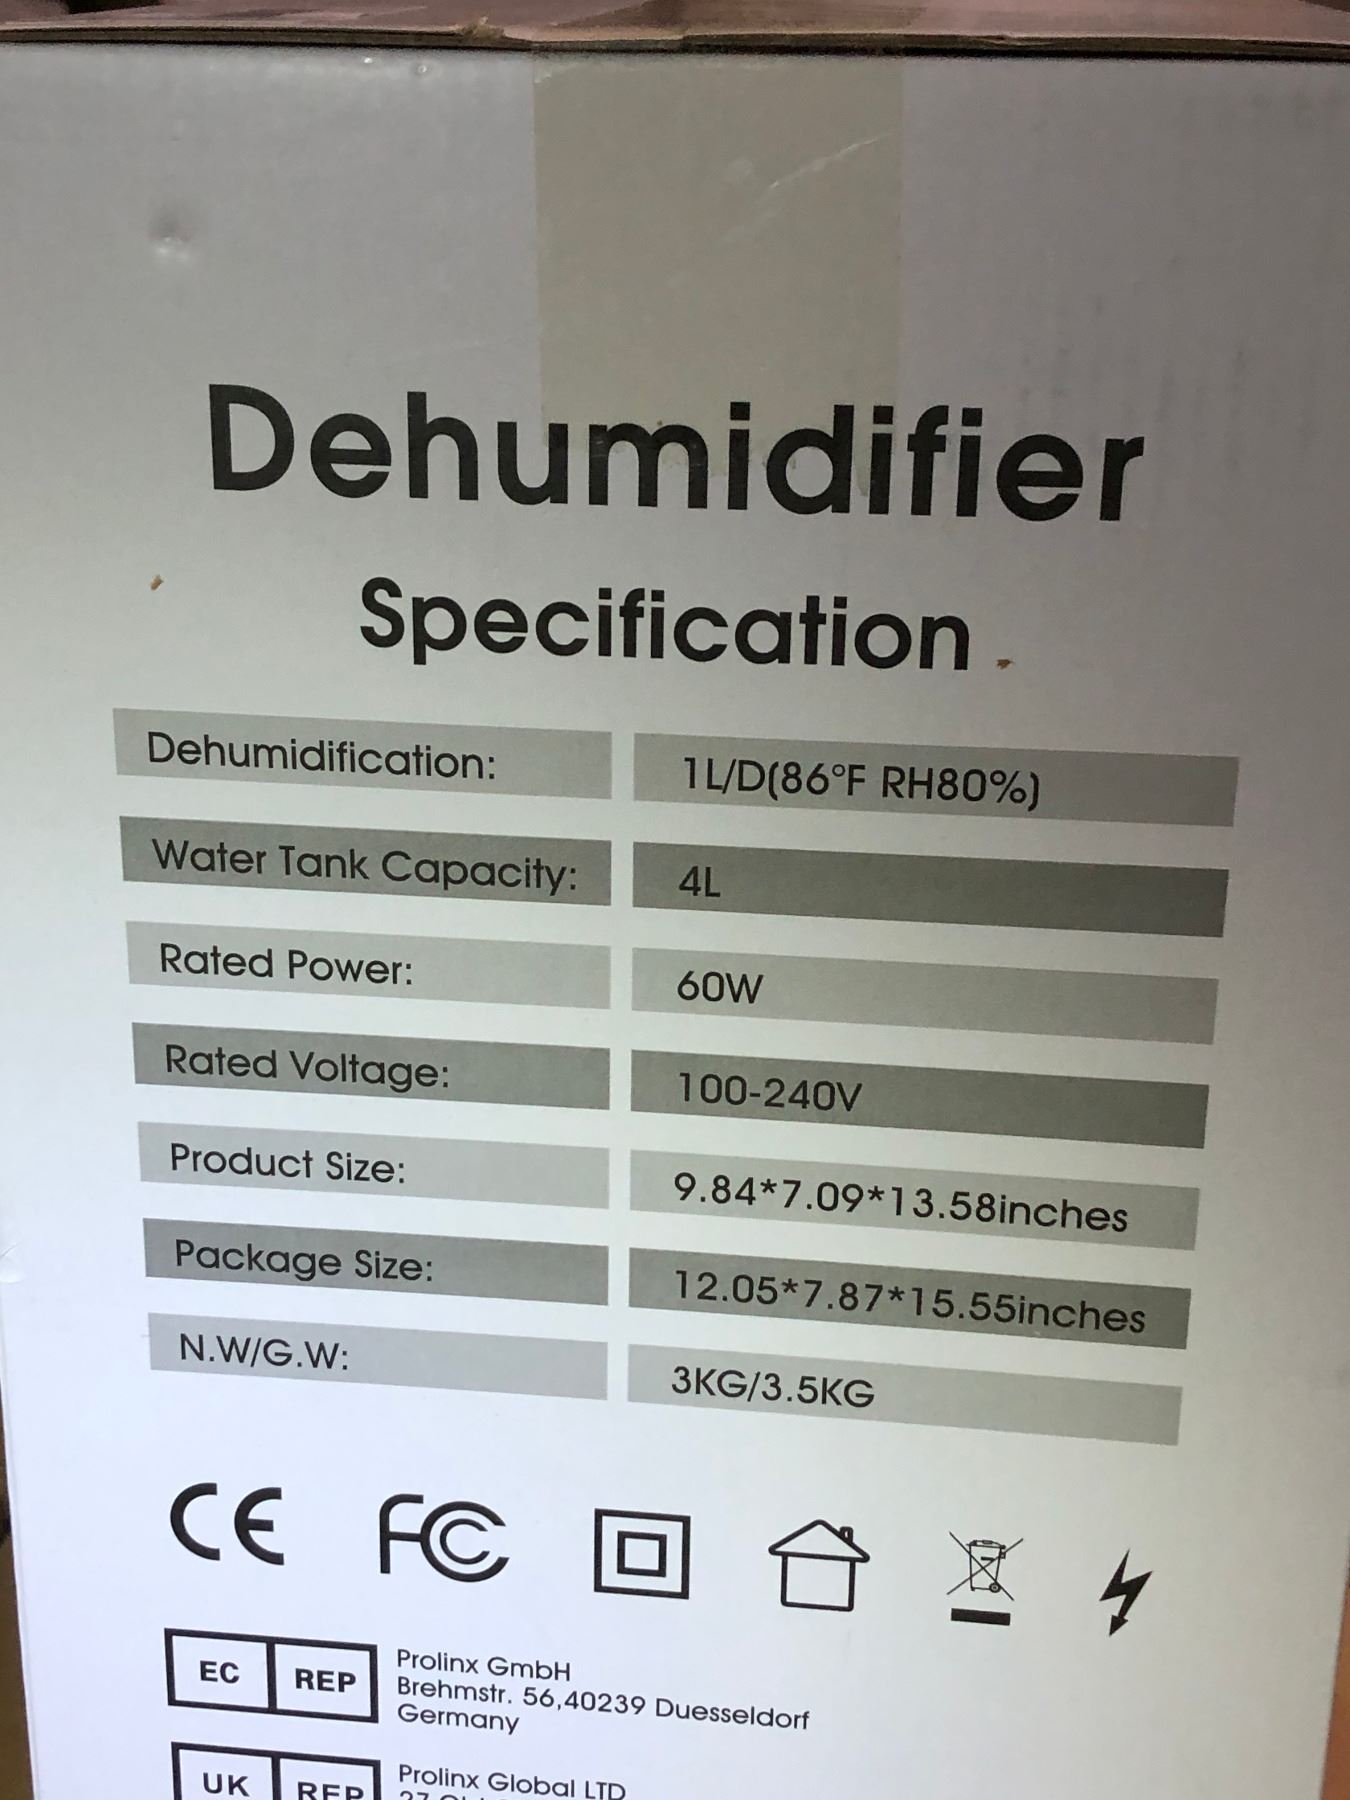 Dehumidifier
Specification
Dehumidification: 1L/D(86°F RH80%)
Water Tank Capacity: 4L
Rated Power: 60W
Rated Voltage: 100-240V
Product Size: 9.84*7.09*13.58inches
Package Size: 12.05*7.87*15.55inches
N.W/G.W: 3KG/3.5KG
CE FC
EC REP
Prolinx GmbH
Brehmstr. 56,40239 Duesseldorf
Germany
UK REP
Prolinx Global LTD